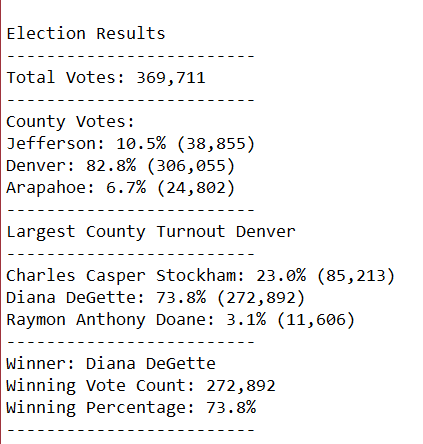 Election Results
-------------------------
Total Votes: 369,711
-------------------------
County Votes:
Jefferson: 10.5% (38,855)
Denver: 82.8% (306,055)
Arapahoe: 6.7% (24,802)
-------------------------
Largest County Turnout Denver
-------------------------
Charles Casper Stockham: 23.0% (85,213)
Diana DeGette: 73.8% (272,892)
Raymon Anthony Doane: 3.1% (11,606)
-------------------------
Winner: Diana DeGette
Winning Vote Count: 272,892
Winning Percentage: 73.8%
-------------------------